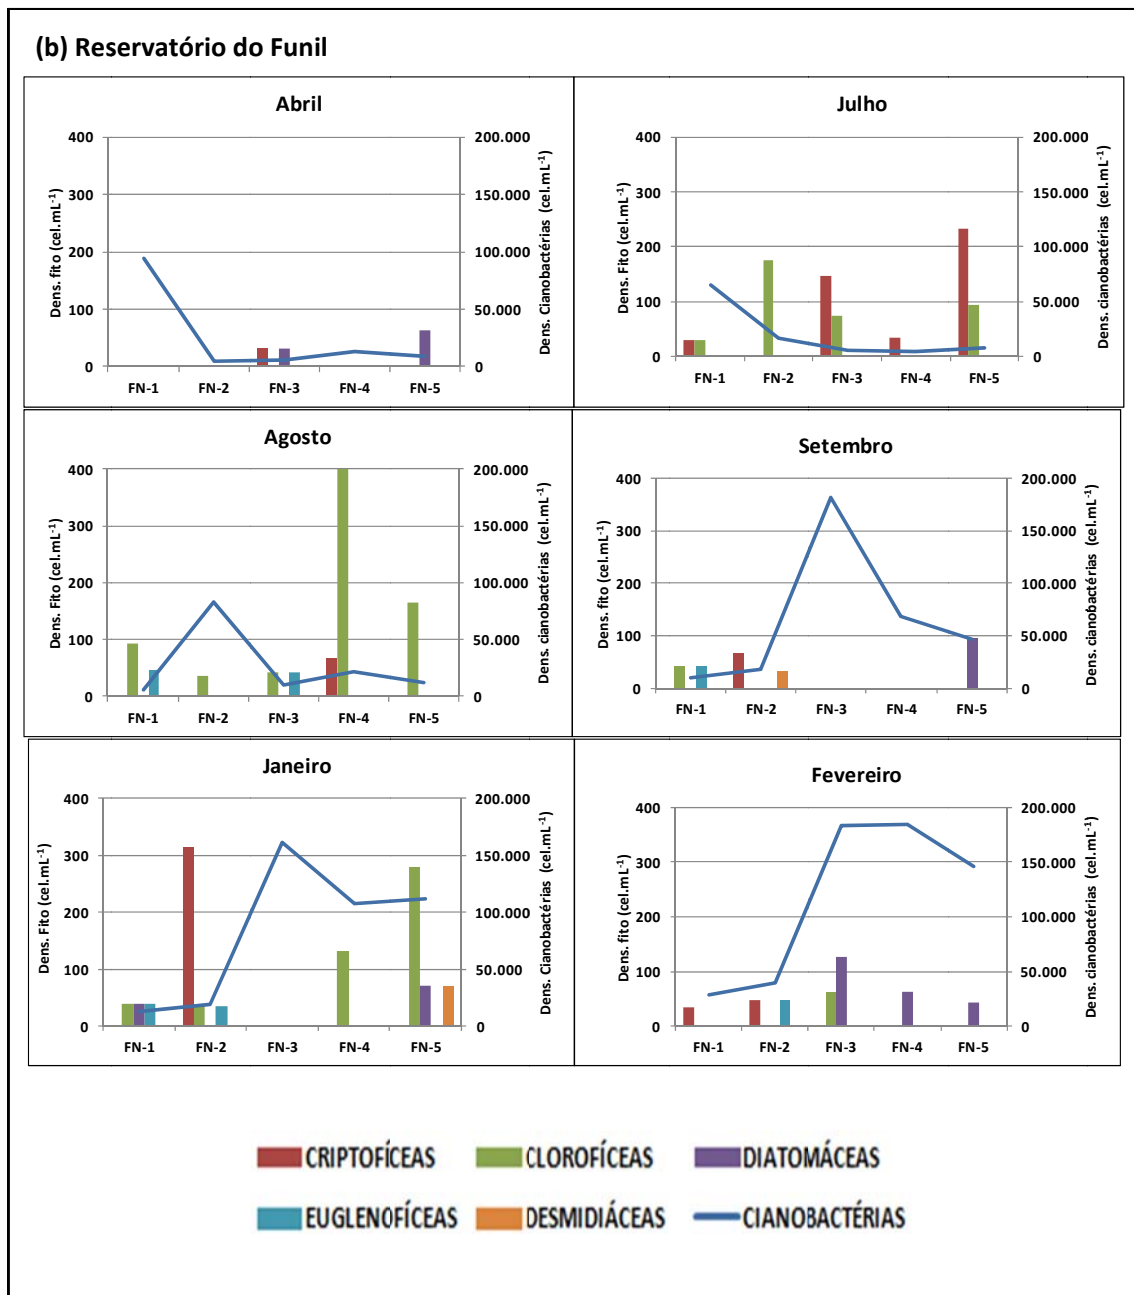 (b) Reservatório do Funil
Abril
400
300
200
100
0
Dens. fito (cel.mL⁻¹)
200.000
150.000
100.000
50.000
0
Dens. Cianobactérias (cel.mL⁻¹)
FN-1 FN-2 FN-3 FN-4 FN-5
Julho
400
300
200
100
0
Dens. Fito (cel.mL⁻¹)
200.000
150.000
100.000
50.000
0
Dens. cianobactérias (cel.mL⁻¹)
FN-1 FN-2 FN-3 FN-4 FN-5
Agosto
400
300
200
100
0
Dens. Fito (cel.mL⁻¹)
200.000
150.000
100.000
50.000
0
Dens. cianobactérias (cel.mL⁻¹)
FN-1 FN-2 FN-3 FN-4 FN-5
Setembro
400
300
200
100
0
Dens. fito (cel.mL⁻¹)
200.000
150.000
100.000
50.000
0
Dens. cianobactérias (cel.mL⁻¹)
FN-1 FN-2 FN-3 FN-4 FN-5
Janeiro
400
300
200
100
0
Dens. Fito (cel.mL⁻¹)
200.000
150.000
100.000
50.000
0
Dens. Cianobactérias (cel.mL⁻¹)
FN-1 FN-2 FN-3 FN-4 FN-5
Fevereiro
400
300
200
100
0
Dens. fito (cel.mL⁻¹)
200.000
150.000
100.000
50.000
0
Dens. cianobactérias (cel.mL⁻¹)
FN-1 FN-2 FN-3 FN-4 FN-5
CRIPTOFÍCEAS CLOROFÍCEAS DIATOMÁCEAS
EUGLENOFÍCEAS DESMIDIÁCEAS CIANOBACTÉRIAS